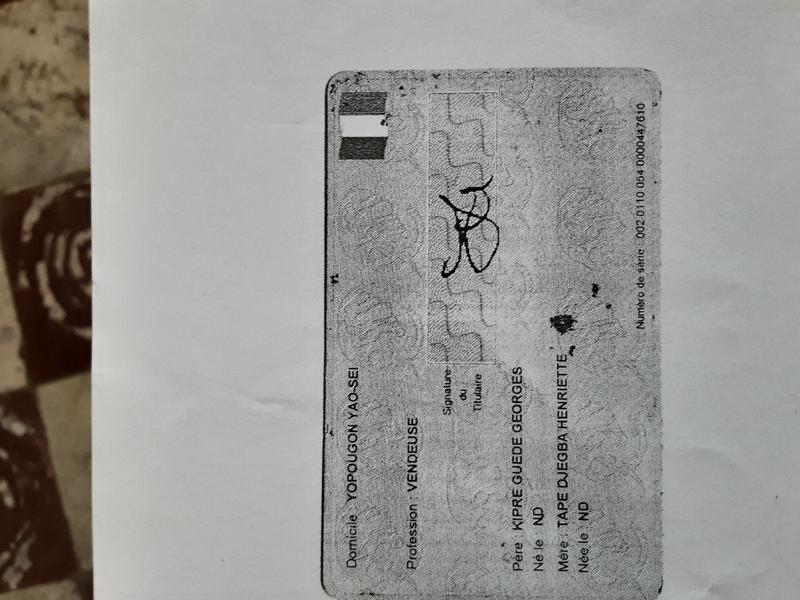 Domicile YOPOUGON YAO-SEI
Profession : VENDEUSE
Signature
du
Titulaire
Père : KIPRE GUEDE GEORGES
Né le : ND
Mère : TAPE DJEGBA HENRIETTE
Née le : ND
Numéro de série : 002 0110 054 0000447610